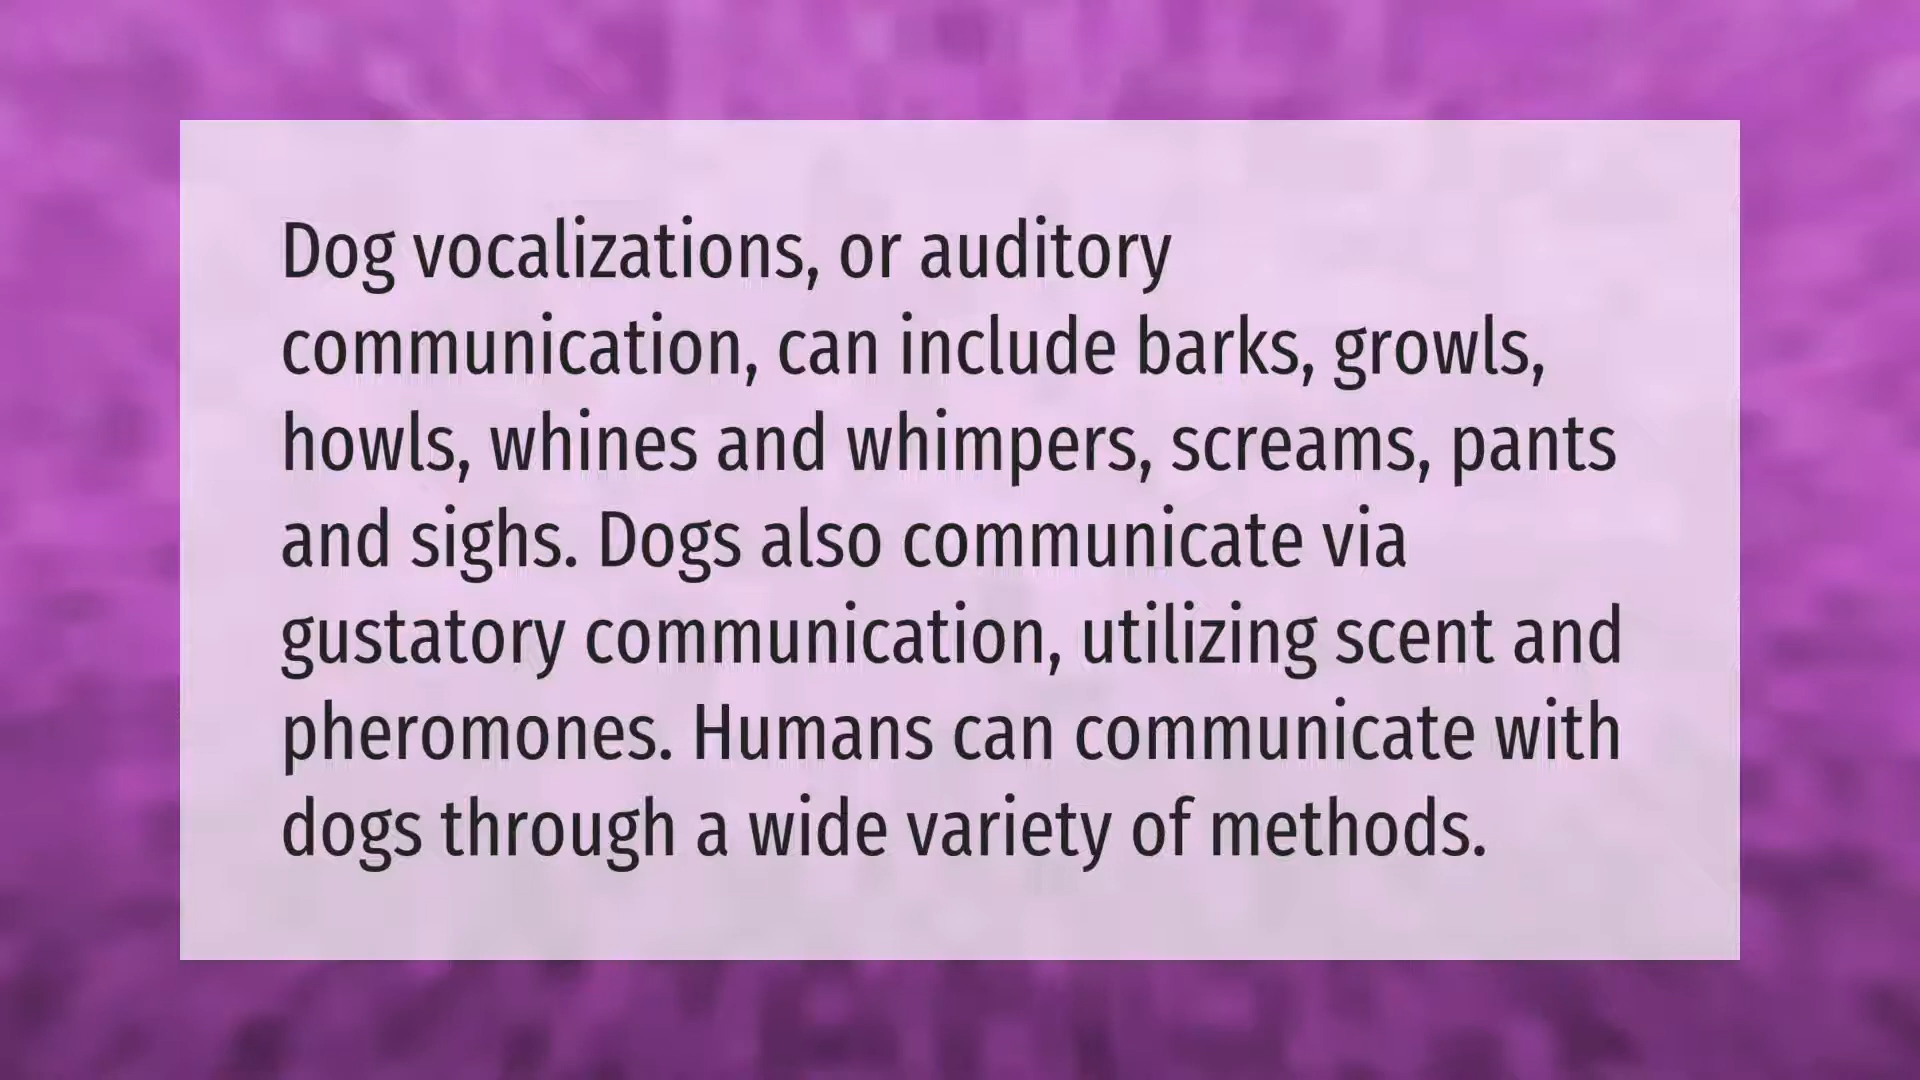 Dog vocalizations, or auditory
communication, can include barks, growls,
howls, whines and whimpers, screams, pants
and sighs. Dogs also communicate via
gustatory communication, utilizing scent and
pheromones. Humans can communicate with
dogs through a wide variety of methods.